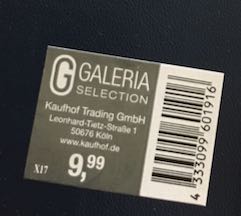 G GALERIA
SELECTION
Kaufhof Trading GmbH
Leonhard-Tietz-Straße 1
50676 Köln
www.kaufhof.de
X17 9,99
4 333099 601916